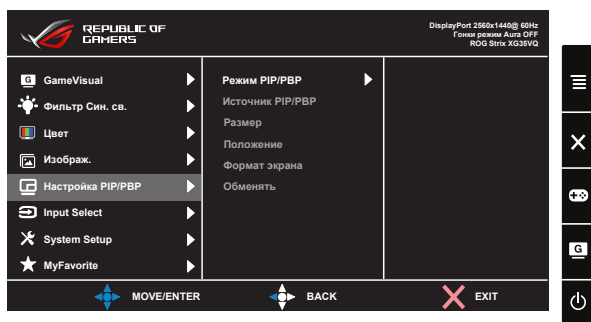 REPUBLIC OF
GAMERS
DisplayPort 2560x1440@ 60Hz
Гонки режим Aura OFF
ROG Strix XG35VQ
G GameVisual
Фильтр Син. св.
Цвет
Изображ.
Настройка PIP/PBP
Input Select
System Setup
MyFavorite
Режим PIP/PBP
Источник PIP/PBP
Размер
Положение
Формат экрана
Обменять
MOVE/ENTER
BACK
EXIT
G